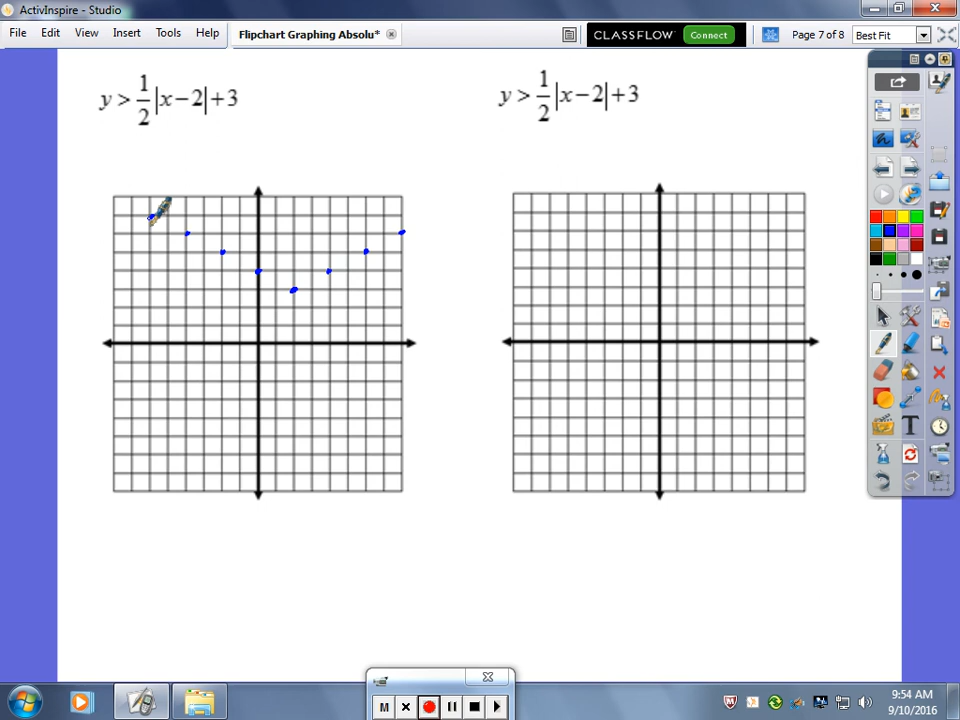 ActivInspire - Studio
File Edit View Insert Tools Help
Flipchart Graphing Absolu*
CLASSFLOW Connect
Page 7 of 8
Best Fit
y > 1/2 |x − 2| + 3
y > 1/2 |x − 2| + 3
T
M
9:54 AM
9/10/2016